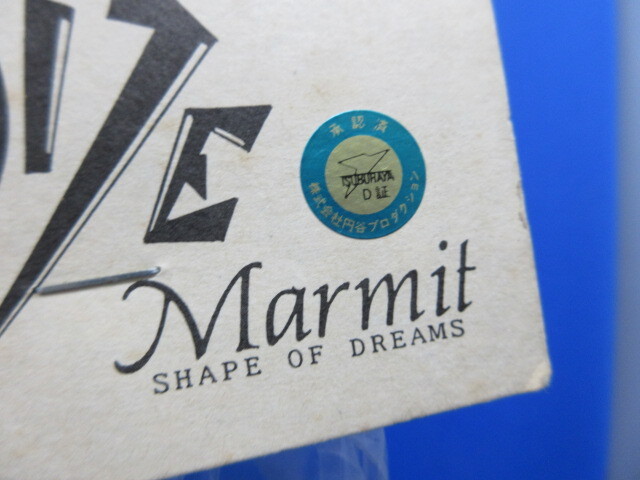 E
承認済
TSUBURAYA
D証
株式会社円谷プロダクション
Marmit
SHAPE OF DREAMS